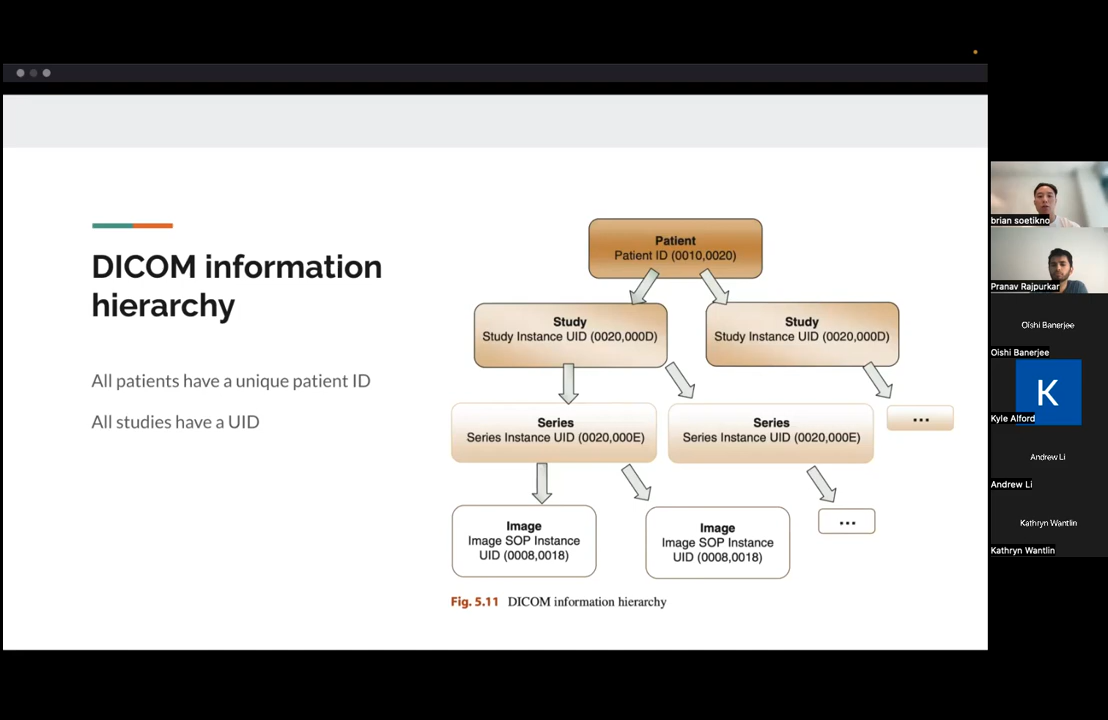 DICOM information
hierarchy
All patients have a unique patient ID
All studies have a UID
Patient
Patient ID (0010,0020)
Study
Study Instance UID (0020,000D)
Study
Study Instance UID (0020,000D)
Series
Series Instance UID (0020,000E)
Series
Series Instance UID (0020,000E)
...
Image
Image SOP Instance
UID (0008,0018)
Image
Image SOP Instance
UID (0008,0018)
...
Fig. 5.11 DICOM information hierarchy
brian soetikno
Pranav Rajpurkar
Oishi Banerjee
Oishi Banerjee
K
Kyle Alford
Andrew Li
Andrew Li
Kathryn Wantlin
Kathryn Wantlin